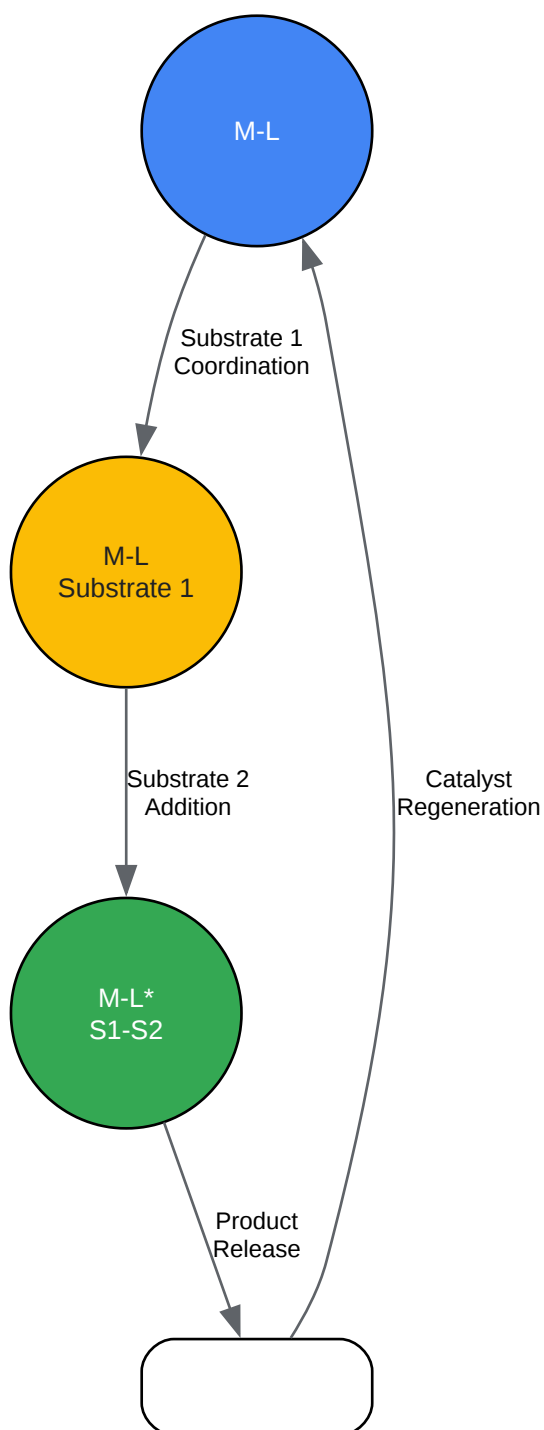 M-L
Substrate 1
Coordination
M-L
Substrate 1
Substrate 2
Addition
Catalyst
Regeneration
M-L*
S1-S2
Product
Release